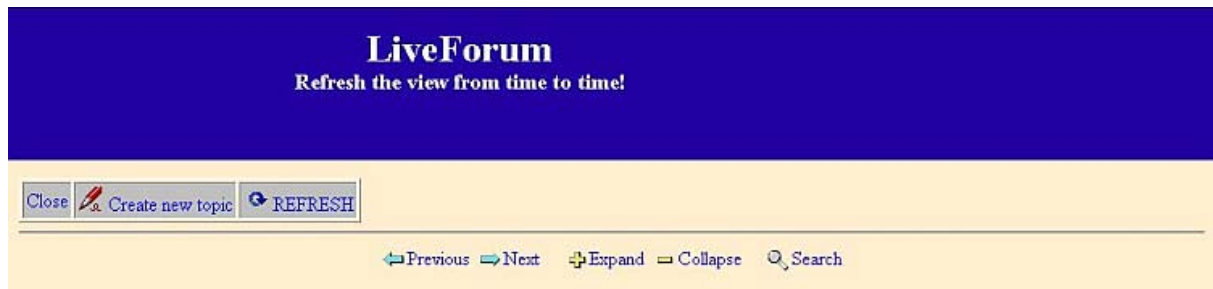 LiveForum
Refresh the view from time to time!
Close Create new topic REFRESH
Previous Next Expand Collapse Search